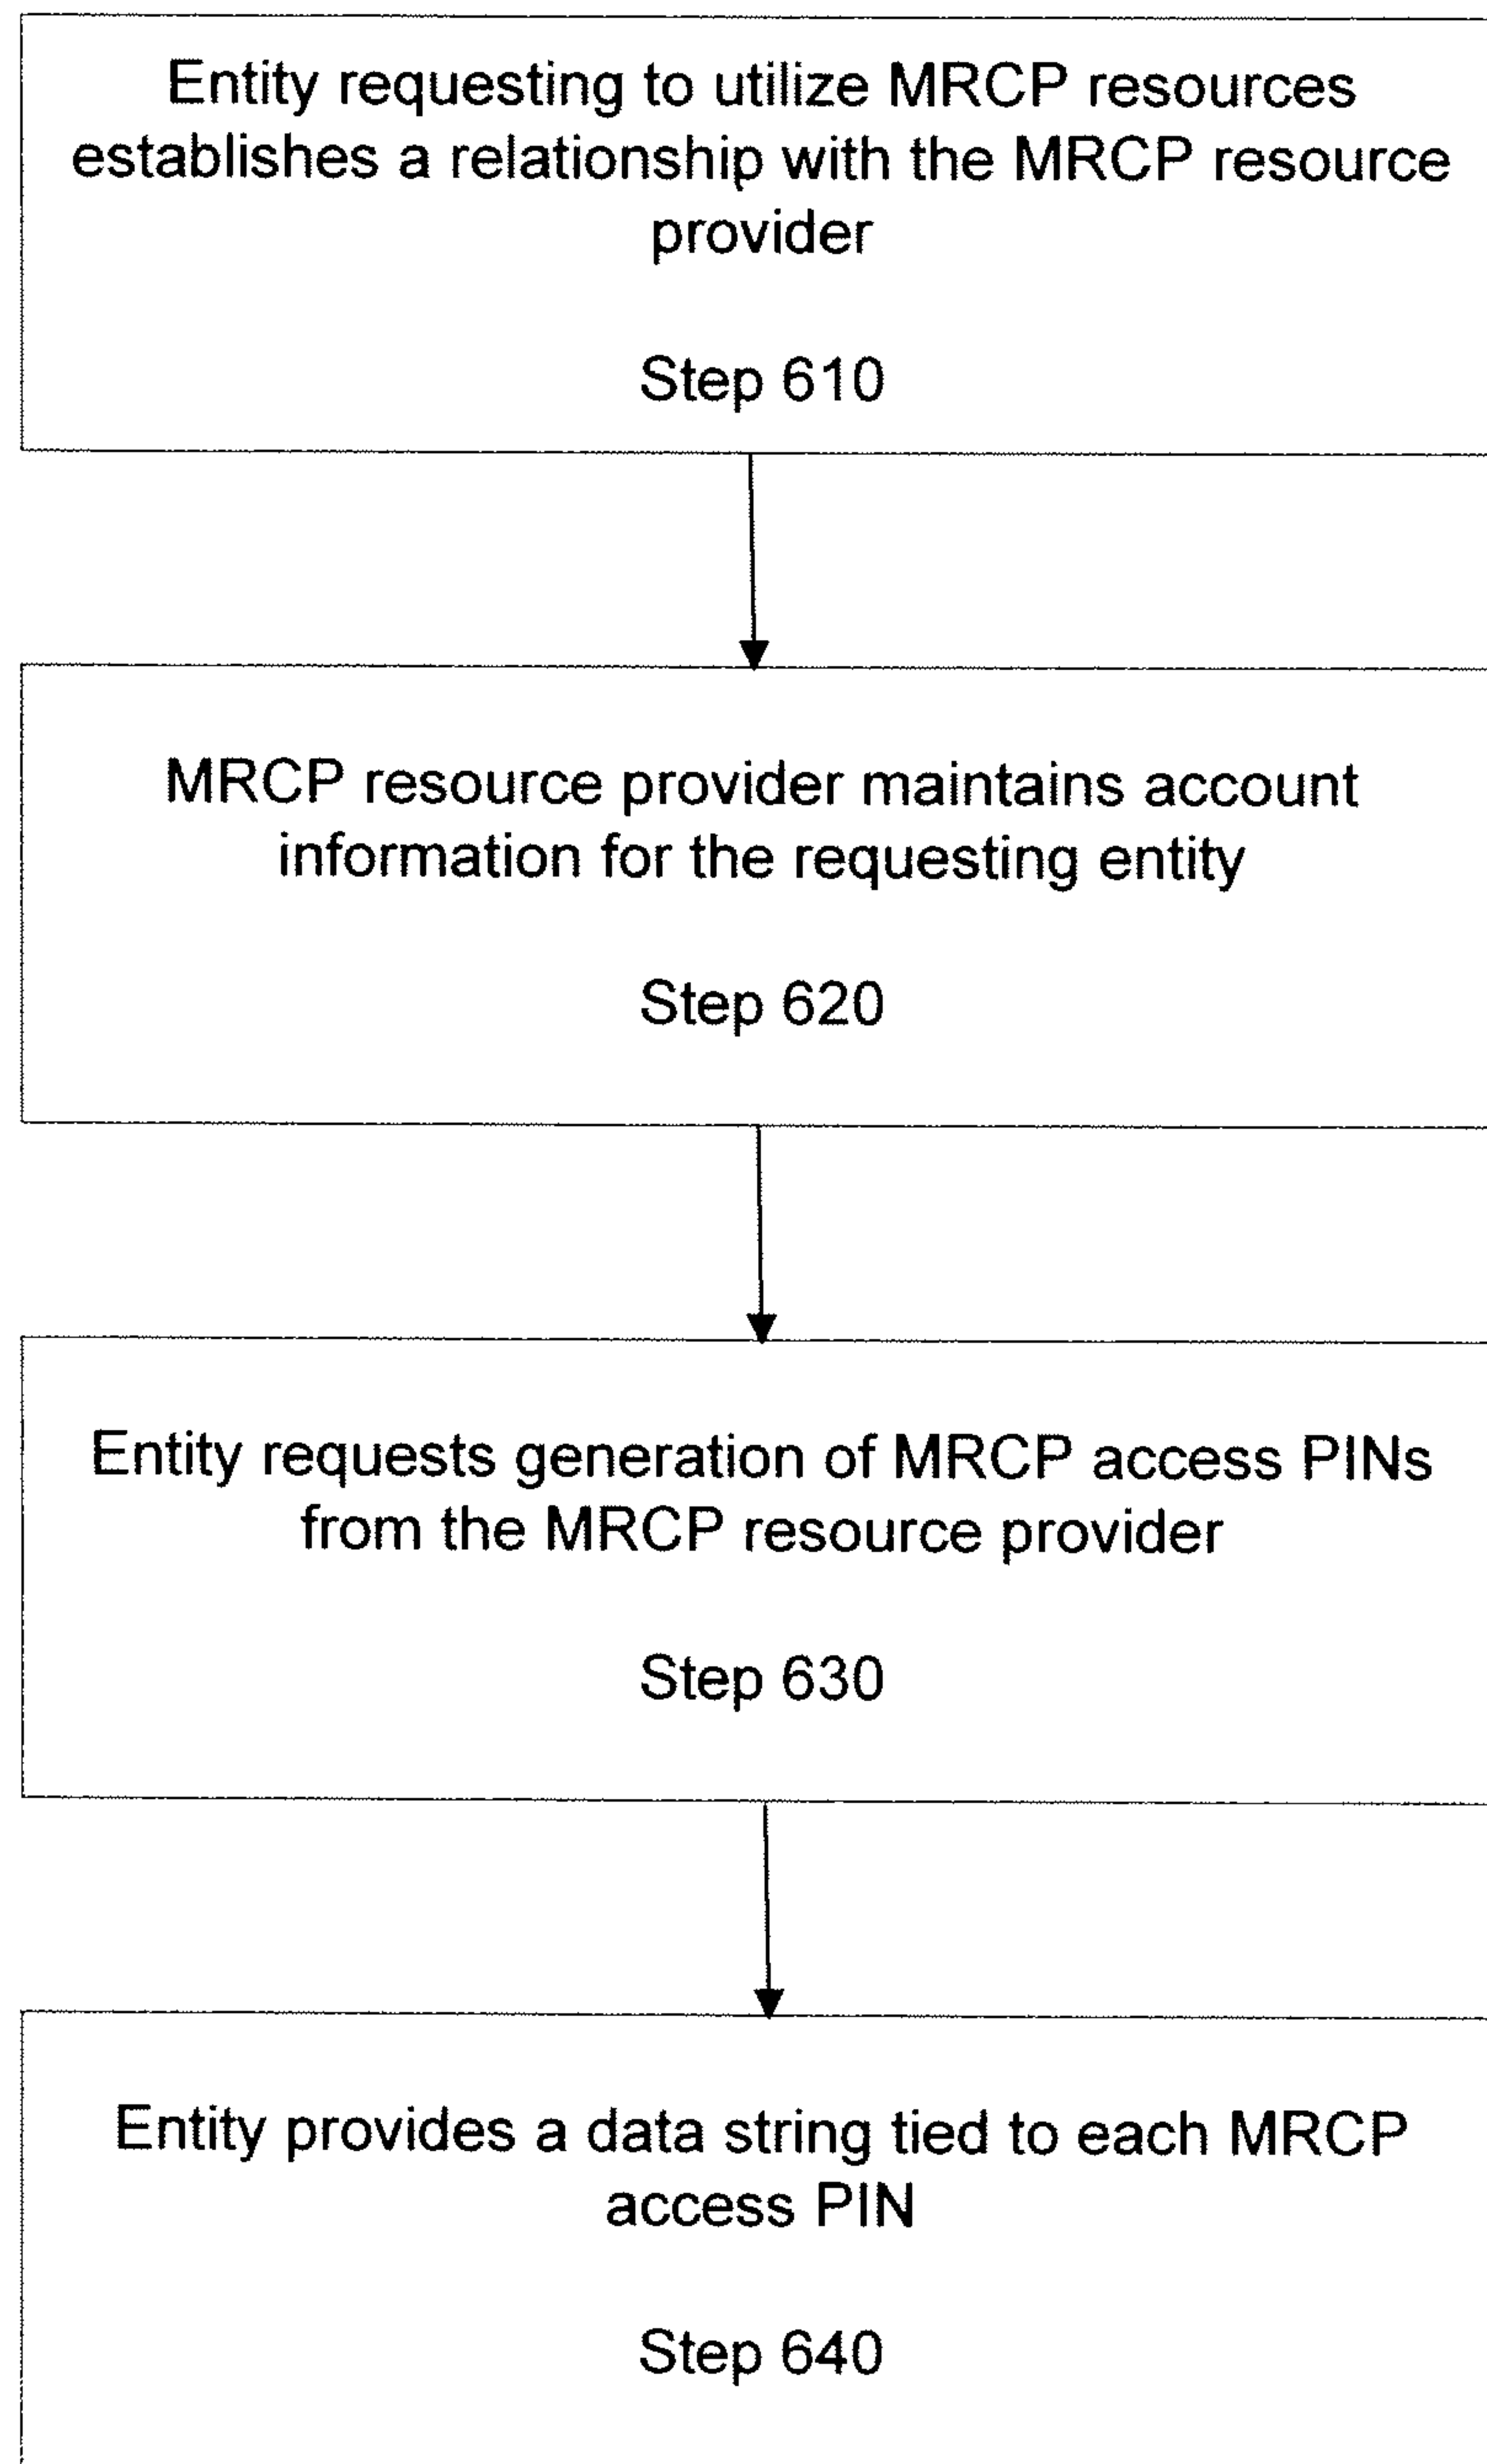 Entity requesting to utilize MRCP resources
establishes a relationship with the MRCP resource
provider
Step 610
MRCP resource provider maintains account
information for the requesting entity
Step 620
Entity requests generation of MRCP access PINs
from the MRCP resource provider
Step 630
Entity provides a data string tied to each MRCP
access PIN
Step 640